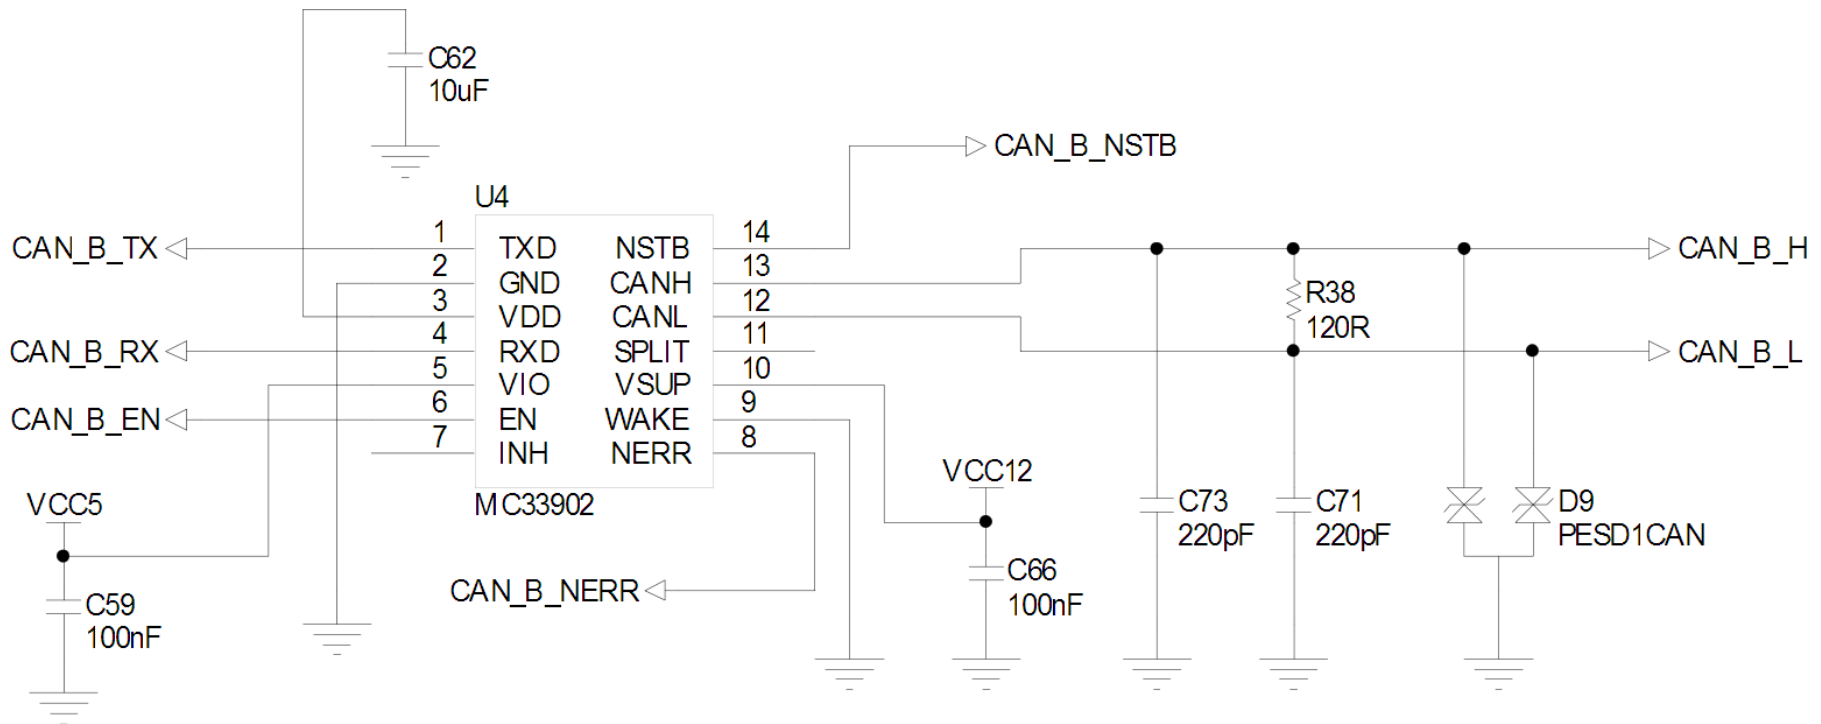 C62
10uF
CAN_B_NSTB
U4
CAN_B_TX
1
TXD
NSTB
14
CAN_B_H
2
GND
CANH
13
R38
120R
3
VDD
CANL
12
CAN_B_RX
4
RXD
SPLIT
11
CAN_B_L
5
VIO
VSUP
10
CAN_B_EN
6
EN
WAKE
9
7
INH
NERR
8
MC33902
VCC5
VCC12
C73
220pF
C71
220pF
D9
PESD1CAN
C59
100nF
CAN_B_NERR
C66
100nF